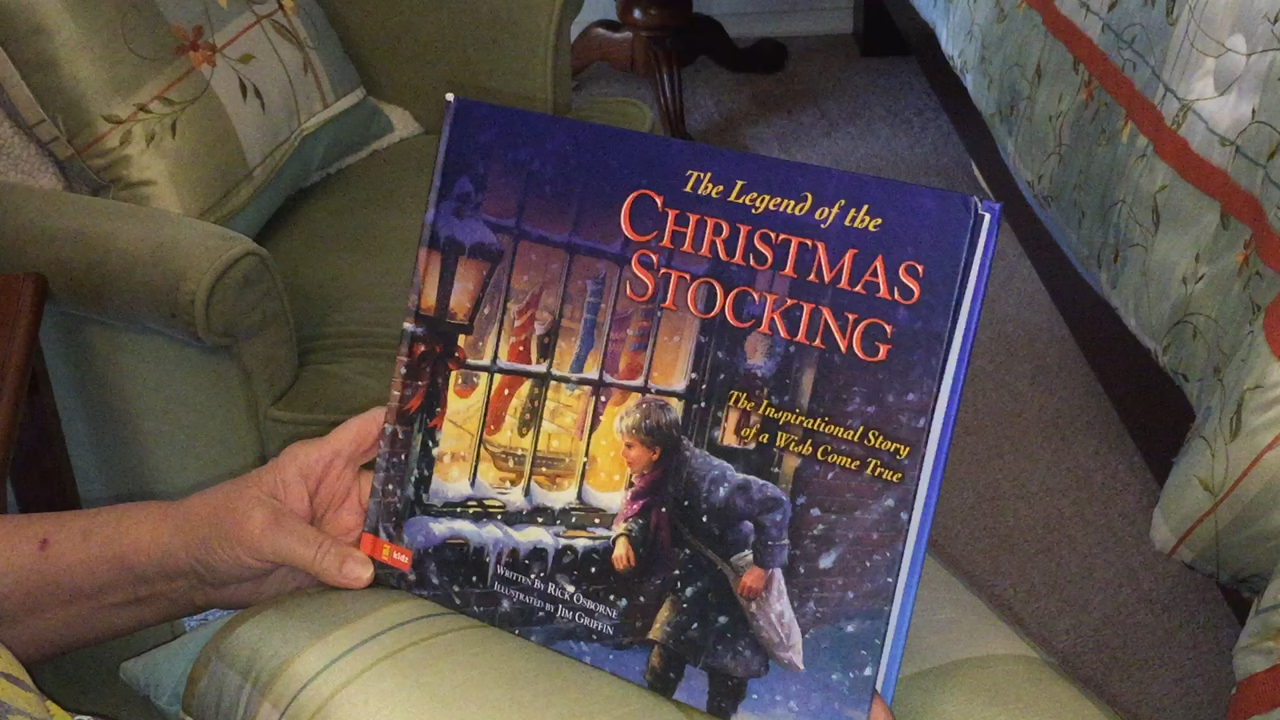 The Legend of the
CHRISTMAS
STOCKING
The Inspirational Story
of a Wish Come True
WRITTEN BY RICK OSBORNE
ILLUSTRATED BY JIM GRIFFIN
kidz